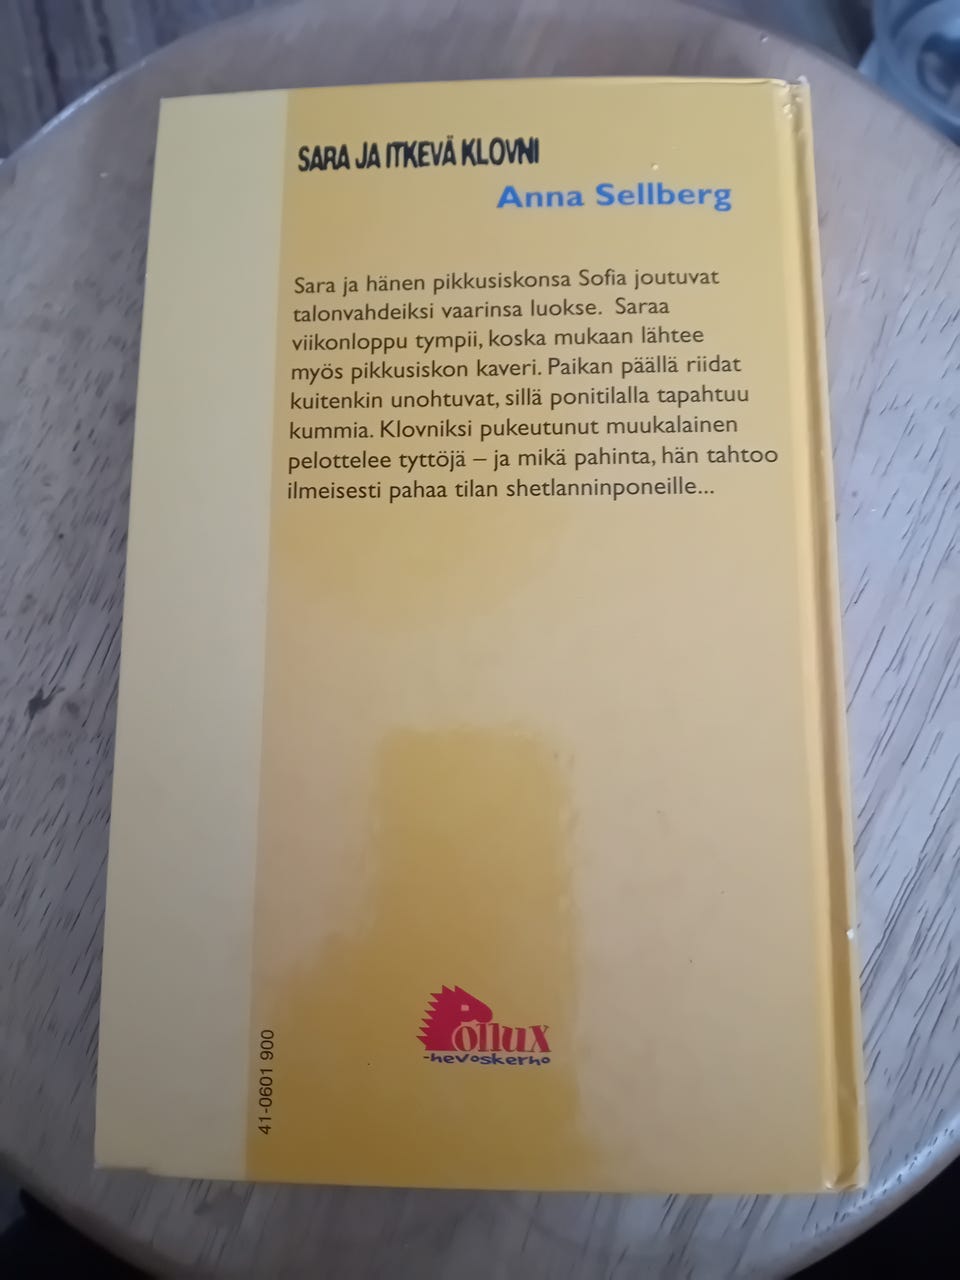 SARA JA ITKEVÄ KLOVNI
Anna Sellberg
Sara ja hänen pikkusiskonsa Sofia joutuvat
talonvahdeiksi vaarinsa luokse. Saraa
viikonloppu tympii, koska mukaan lähtee
myös pikkusiskon kaveri. Paikan päällä riidat
kuitenkin unohtuvat, sillä ponitilalla tapahtuu
kummia. Klovniksi pukeutunut muukalainen
pelottelee tyttöjä – ja mikä pahinta, hän tahtoo
ilmeisesti pahaa tilan shetlanninponeille...
Pollux
-hevoskerho
41-0601 900